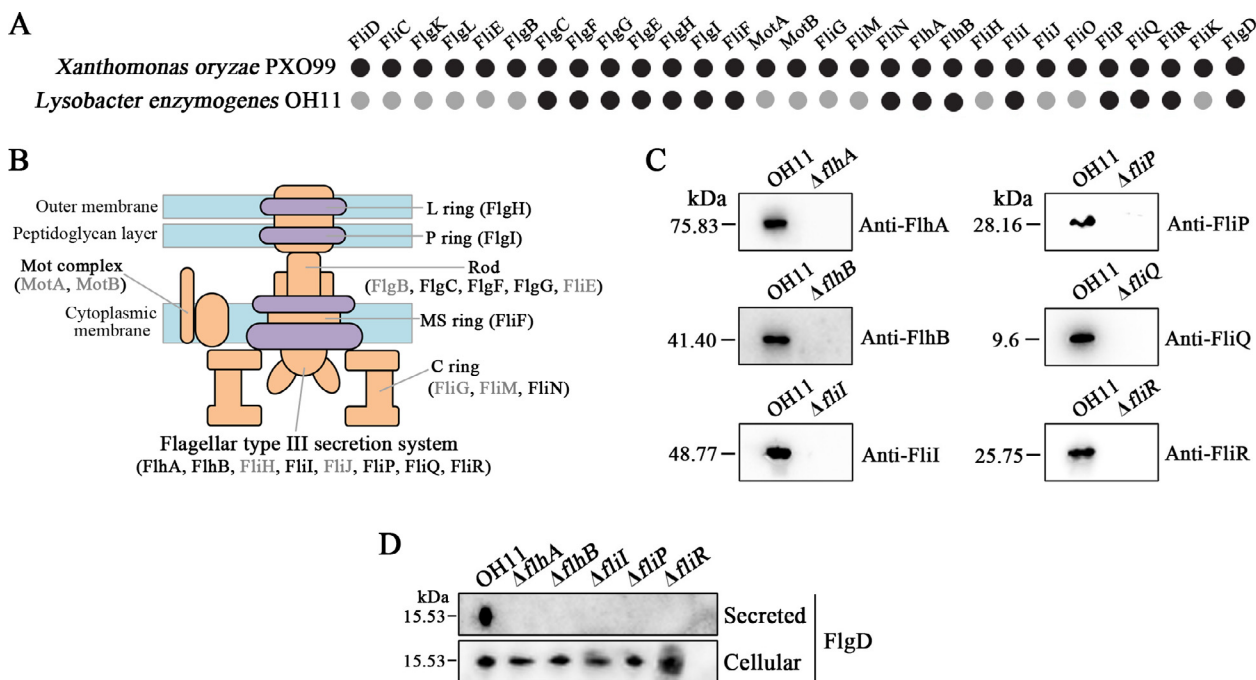 A
FliD FliC FlgK FlgL FliE FlgB FlgC FlgF FlgG FlgE FlgH FlgI FliF MotA MotB FliG FliM FliN FlhA FlhB FliH FliI FliJ FliO FliP FliQ FliR FliK FlgD
Xanthomonas oryzae PXO99
Lysobacter enzymogenes OH11
B
Outer membrane
L ring (FlgH)
Peptidoglycan layer
P ring (FlgI)
Mot complex
(MotA, MotB)
Rod
(FlgB, FlgC, FlgF, FlgG, FliE)
Cytoplasmic
membrane
MS ring (FliF)
C ring
(FliG, FliM, FliN)
Flagellar type III secretion system
(FlhA, FlhB, FliH, FliI, FliJ, FliP, FliQ, FliR)
C
kDa OH11 ΔflhA
75.83 Anti-FlhA
OH11 ΔflhB
41.40 Anti-FlhB
OH11 ΔfliI
48.77 Anti-FliI
kDa OH11 ΔfliP
28.16 Anti-FliP
OH11 ΔfliQ
9.6 Anti-FliQ
OH11 ΔfliR
25.75 Anti-FliR
D
OH11 ΔflhA ΔflhB ΔfliI ΔfliP ΔfliR
kDa
15.53 Secreted
FlgD
15.53 Cellular